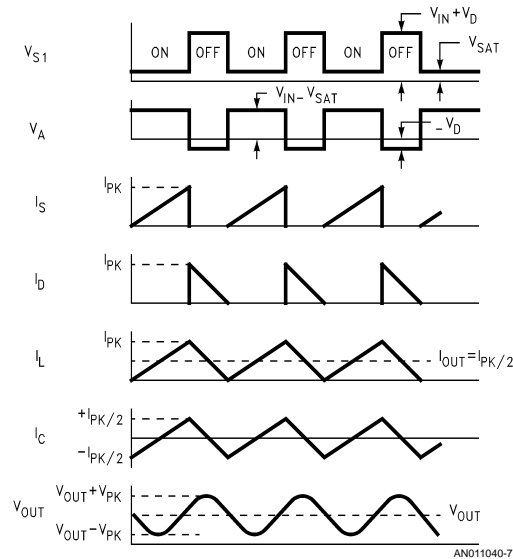 V_IN + V_D
V_S1
ON OFF ON OFF ON OFF
V_SAT
V_IN – V_SAT
V_A
– V_D
I_PK
I_S
I_PK
I_D
I_PK
I_L
I_OUT = I_PK/2
+I_PK/2
I_C
–I_PK/2
V_OUT + V_PK
V_OUT
V_OUT
V_OUT – V_PK
AN011040-7